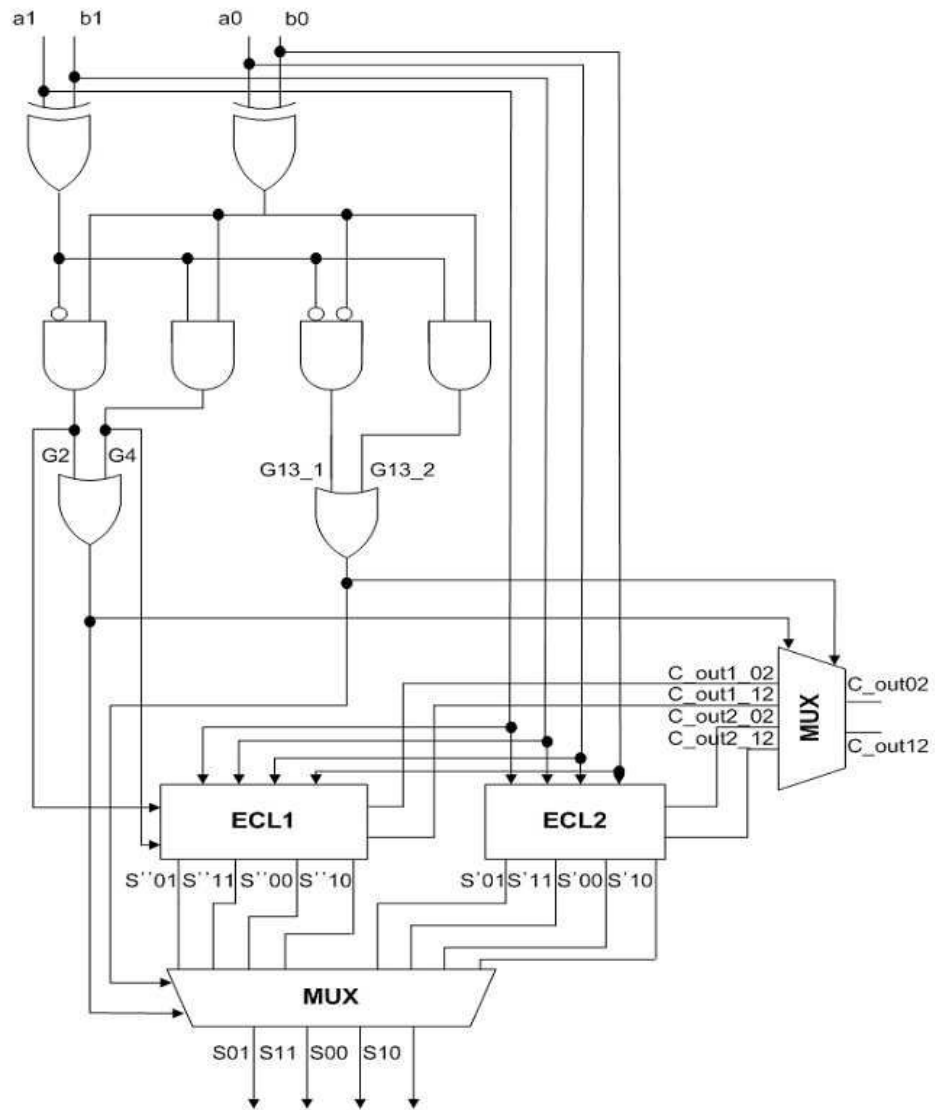 a1 b1 a0 b0
G2 G4
G13_1 G13_2
C_out1_02
C_out1_12
C_out2_02
C_out2_12
MUX
C_out02
C_out12
ECL1 ECL2
S``01 S``11 S``00 S``10 S`01 S`11 S`00 S`10
MUX
S01 S11 S00 S10